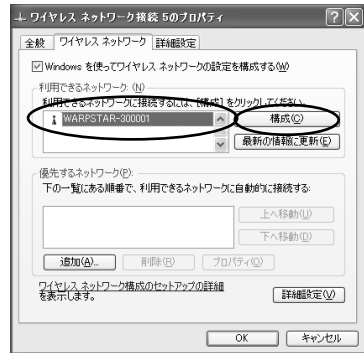 ワイヤレス ネットワーク接続 5のプロパティ
全般 ワイヤレス ネットワーク 詳細設定
Windows を使ってワイヤレス ネットワークの設定を構成する(W)
利用できるネットワーク: (N)
利用できるネットワークに接続するには、[構成] をクリックしてください。
WARPSTAR-300001
構成(C)
最新の情報に更新(E)
優先するネットワーク(P):
下の一覧にある順番で、利用できるネットワークに自動的に接続する:
上へ移動(U)
下へ移動(D)
追加(A)... 削除(R) プロパティ(O)
ワイヤレス ネットワーク構成のセットアップの詳細
を表示します。
詳細設定(V)
OK キャンセル